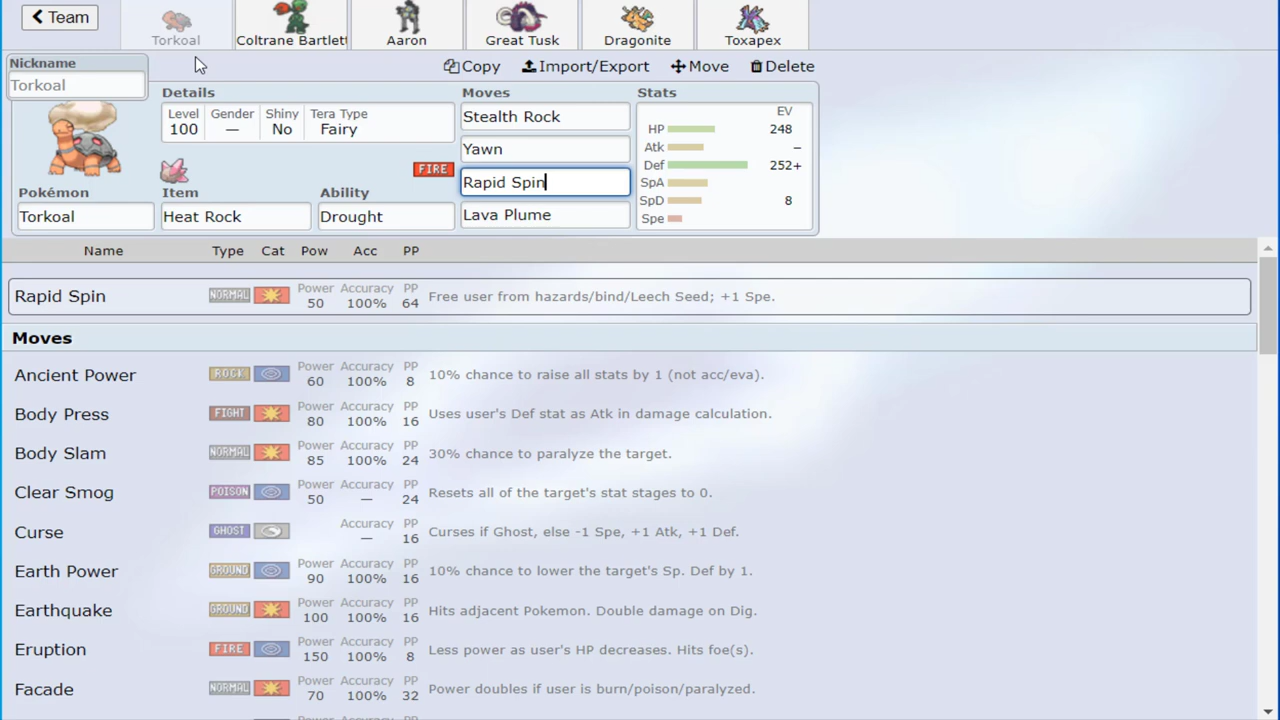 Team
Torkoal
Coltrane Bartlett
Aaron
Great Tusk
Dragonite
Toxapex
Nickname
Torkoal
Copy
Import/Export
Move
Delete
Details
Moves
Stats
Level Gender Shiny Tera Type
100 — No Fairy
FIRE
Pokémon
Torkoal
Item
Heat Rock
Ability
Drought
Stealth Rock
Yawn
Rapid Spin
Lava Plume
EV
HP 248
Atk –
Def 252+
SpA
SpD 8
Spe
Name Type Cat Pow Acc PP
Rapid Spin NORMAL Power 50 Accuracy 100% PP 64 Free user from hazards/bind/Leech Seed; +1 Spe.
Moves
Ancient Power ROCK Power 60 Accuracy 100% PP 8 10% chance to raise all stats by 1 (not acc/eva).
Body Press FIGHT Power 80 Accuracy 100% PP 16 Uses user's Def stat as Atk in damage calculation.
Body Slam NORMAL Power 85 Accuracy 100% PP 24 30% chance to paralyze the target.
Clear Smog POISON Power 50 Accuracy — PP 24 Resets all of the target's stat stages to 0.
Curse GHOST Accuracy — PP 16 Curses if Ghost, else -1 Spe, +1 Atk, +1 Def.
Earth Power GROUND Power 90 Accuracy 100% PP 16 10% chance to lower the target's Sp. Def by 1.
Earthquake GROUND Power 100 Accuracy 100% PP 16 Hits adjacent Pokemon. Double damage on Dig.
Eruption FIRE Power 150 Accuracy 100% PP 8 Less power as user's HP decreases. Hits foe(s).
Facade NORMAL Power 70 Accuracy 100% PP 32 Power doubles if user is burn/poison/paralyzed.